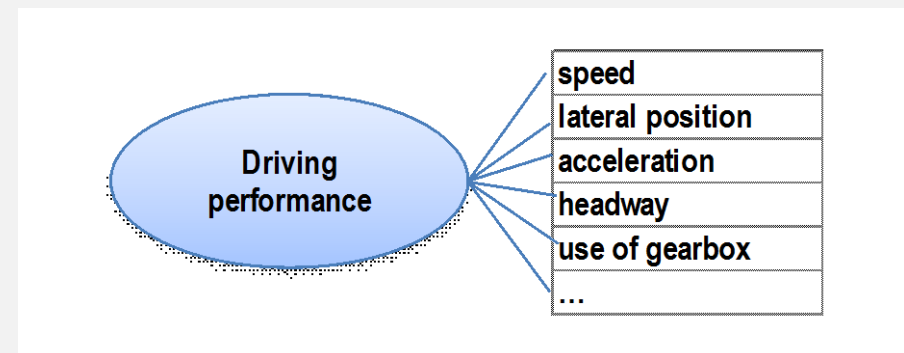 Driving
performance
speed
lateral position
acceleration
headway
use of gearbox
…